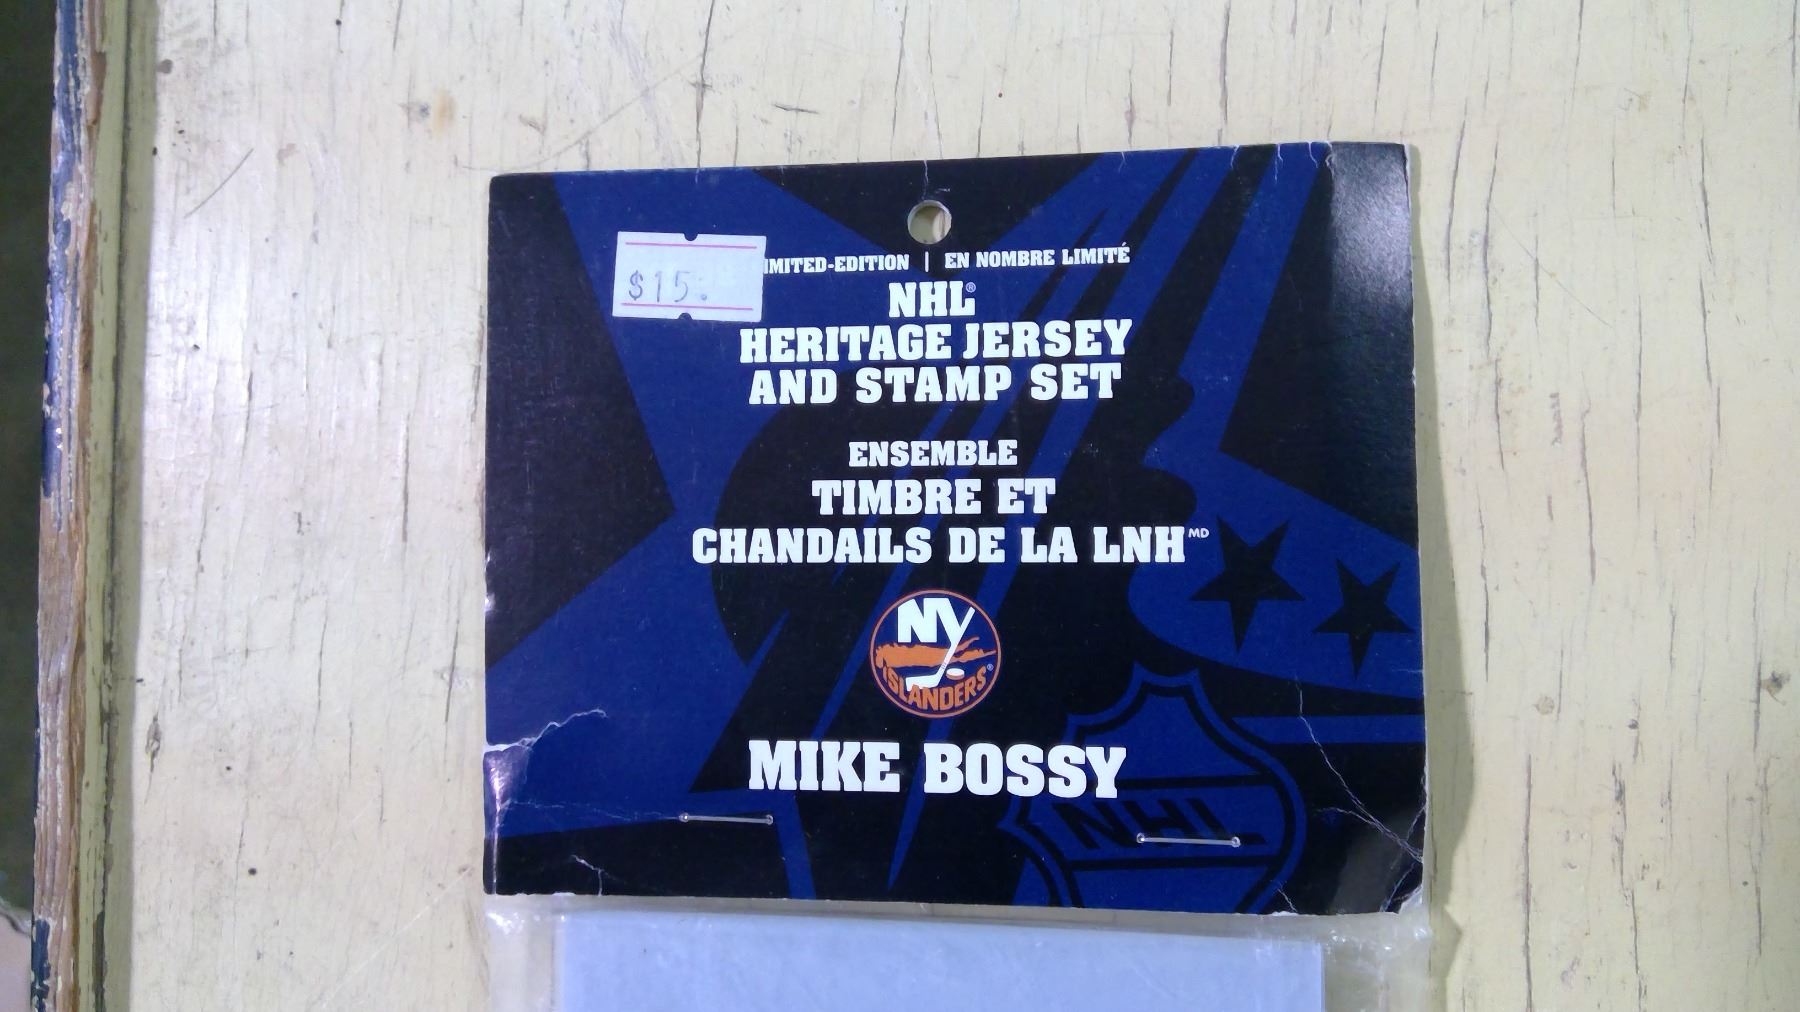 $15.
IMITED-EDITION | EN NOMBRE LIMITÉ
NHL®
HERITAGE JERSEY
AND STAMP SET
ENSEMBLE
TIMBRE ET
CHANDAILS DE LA LNH MD
NY
ISLANDERS®
MIKE BOSSY
NHL